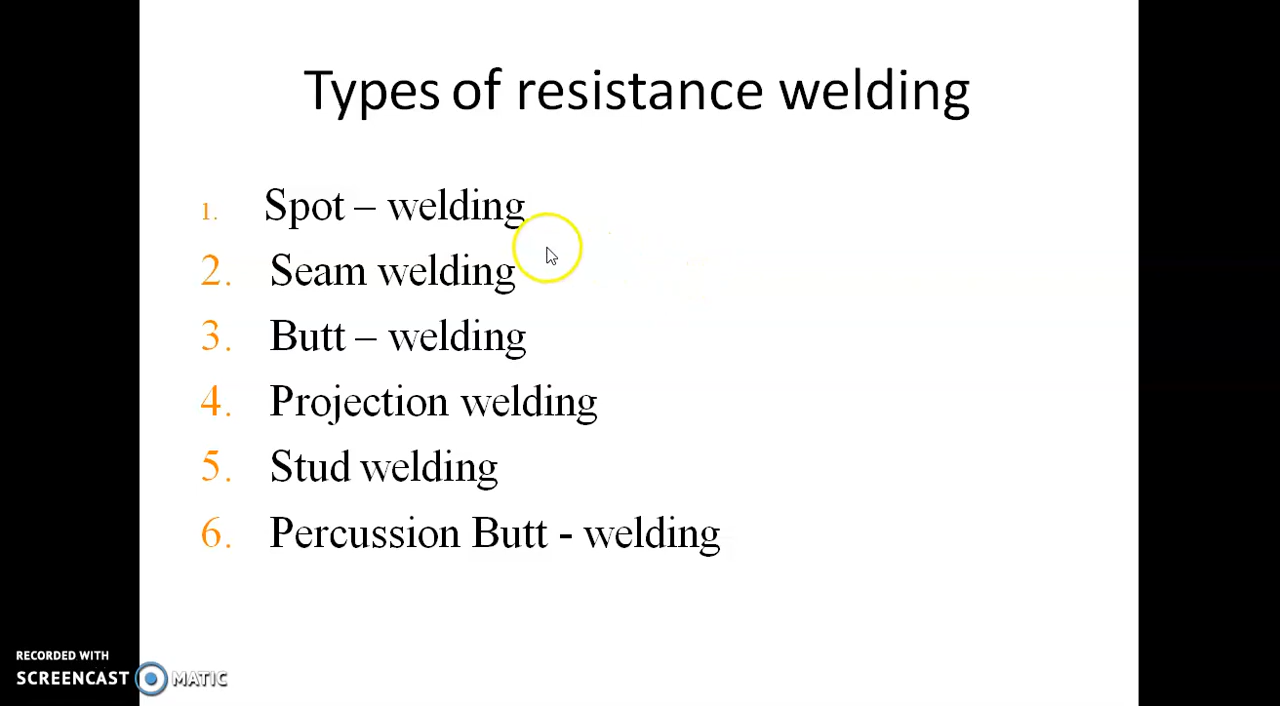 Types of resistance welding
1. Spot – welding
2. Seam welding
3. Butt – welding
4. Projection welding
5. Stud welding
6. Percussion Butt - welding
RECORDED WITH
SCREENCAST MATIC